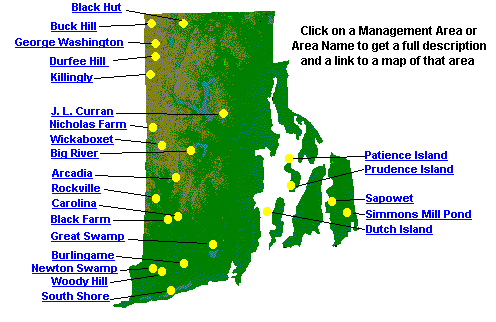 Black Hut
Buck Hill
George Washington
Durfee Hill
Killingly
J. L. Curran
Nicholas Farm
Wickaboxet
Big River
Arcadia
Rockville
Carolina
Black Farm
Great Swamp
Burlingame
Newton Swamp
Woody Hill
South Shore
Click on a Management Area or
Area Name to get a full description
and a link to a map of that area
Patience Island
Prudence Island
Sapowet
Simmons Mill Pond
Dutch Island